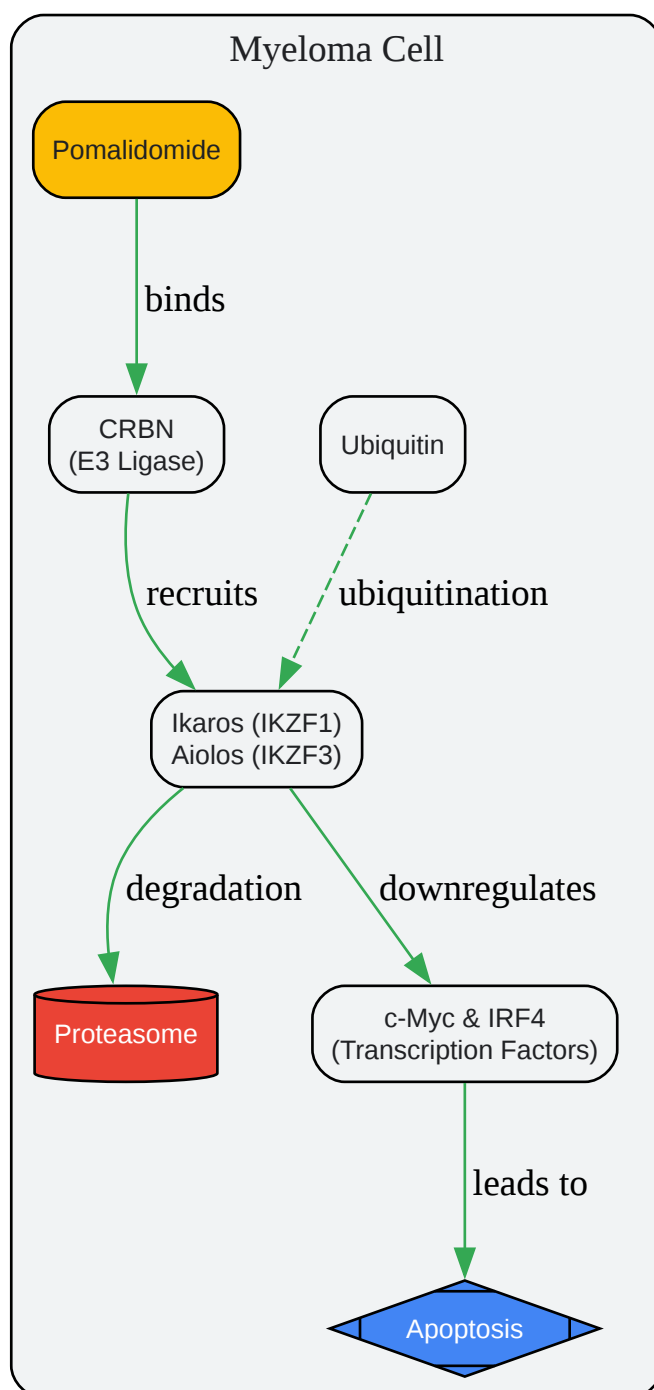 Myeloma Cell
Pomalidomide
binds
CRBN
(E3 Ligase)
Ubiquitin
recruits
ubiquitination
Ikaros (IKZF1)
Aiolos (IKZF3)
degradation
downregulates
Proteasome
c-Myc & IRF4
(Transcription Factors)
leads to
Apoptosis